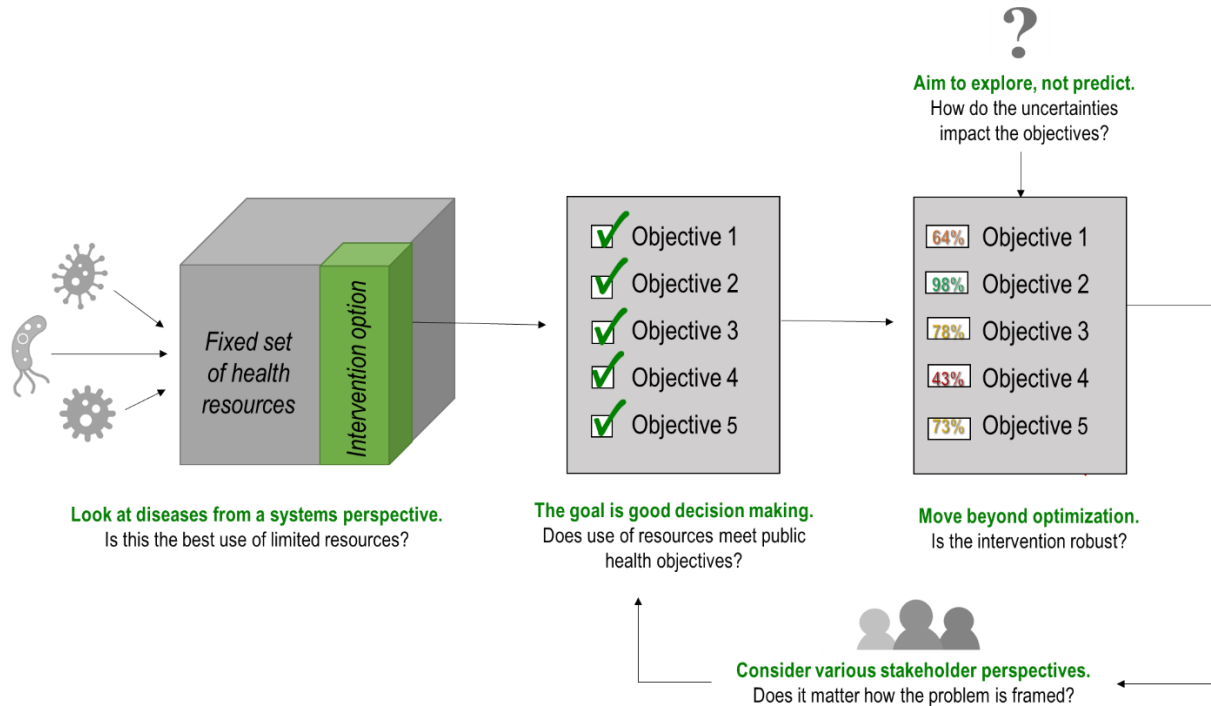 ?
Aim to explore, not predict.
How do the uncertainties
impact the objectives?
Fixed set
of health
resources
Intervention option
Objective 1
Objective 2
Objective 3
Objective 4
Objective 5
64% Objective 1
98% Objective 2
78% Objective 3
43% Objective 4
73% Objective 5
Look at diseases from a systems perspective.
Is this the best use of limited resources?
The goal is good decision making.
Does use of resources meet public
health objectives?
Move beyond optimization.
Is the intervention robust?
Consider various stakeholder perspectives.
Does it matter how the problem is framed?